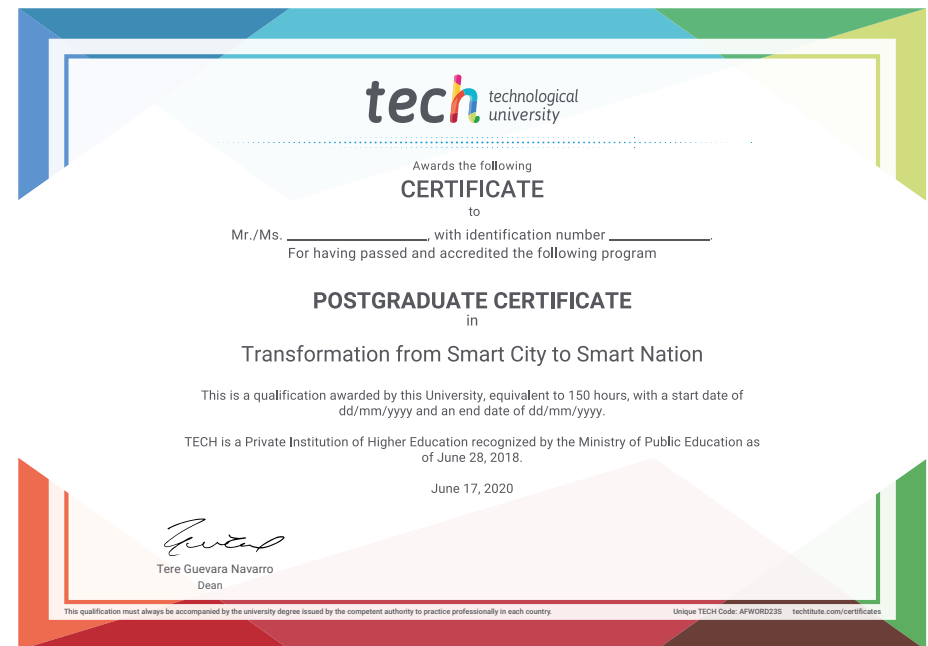 tech technological
university
Awards the following
CERTIFICATE
to
Mr./Ms. ____________________, with identification number ______________.
For having passed and accredited the following program
POSTGRADUATE CERTIFICATE
in
Transformation from Smart City to Smart Nation
This is a qualification awarded by this University, equivalent to 150 hours, with a start date of
dd/mm/yyyy and an end date of dd/mm/yyyy.
TECH is a Private Institution of Higher Education recognized by the Ministry of Public Education as
of June 28, 2018.
June 17, 2020
Tere Guevara Navarro
Dean
This qualification must always be accompanied by the university degree issued by the competent authority to practice professionally in each country.
Unique TECH Code: AFWORD23S techtitute.com/certificates